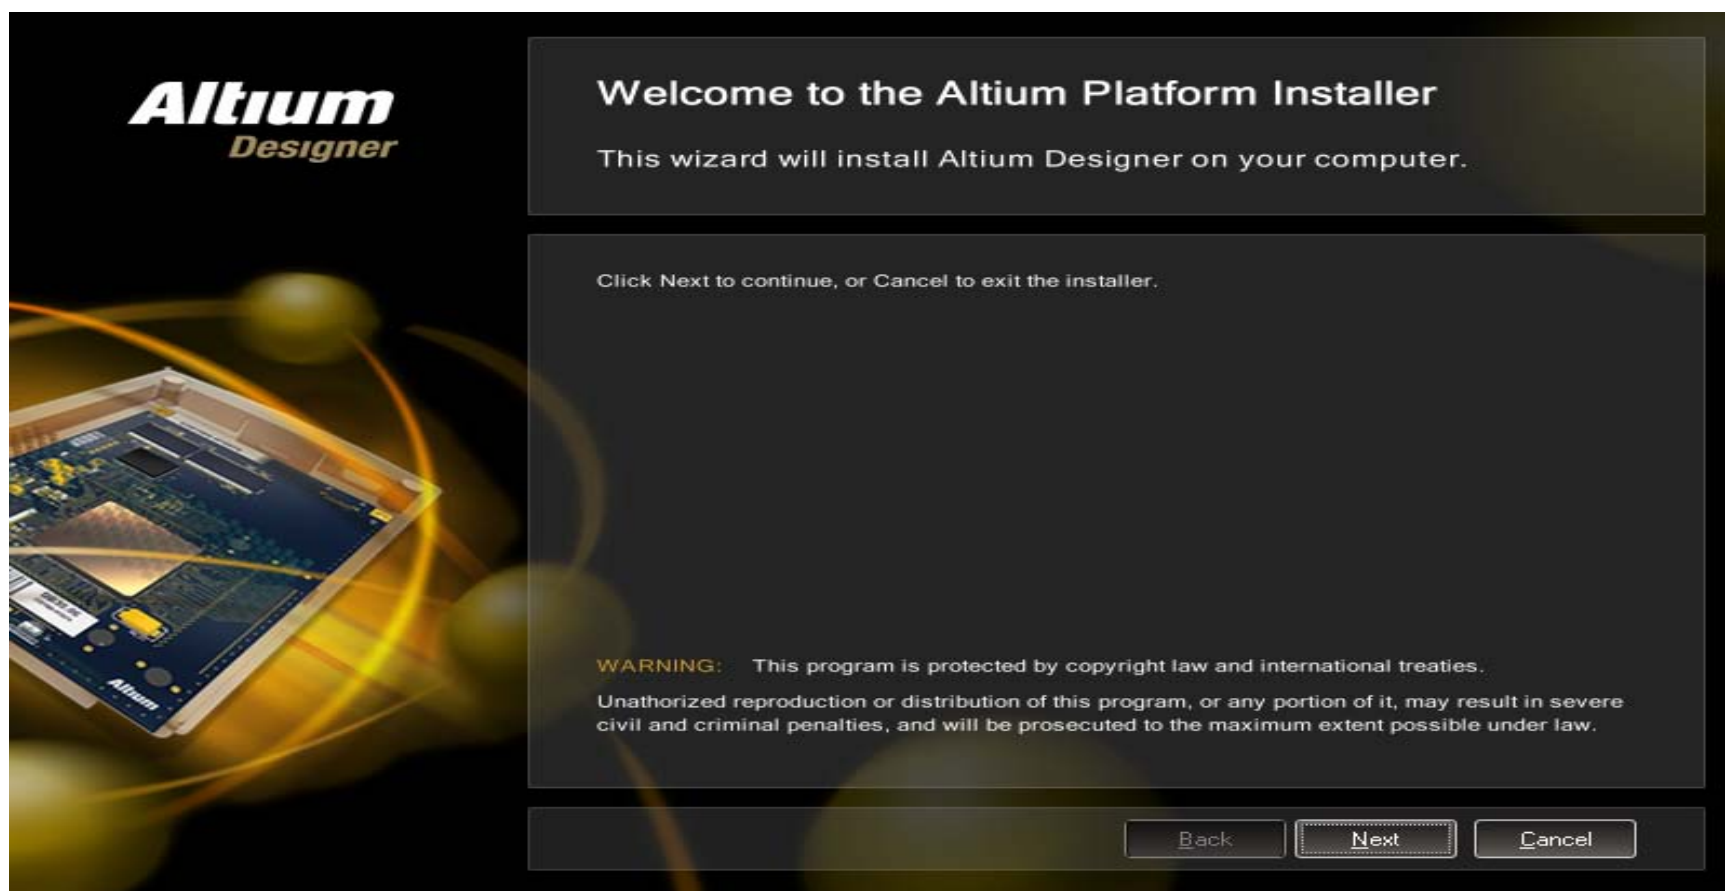 Altium
Designer
Welcome to the Altium Platform Installer
This wizard will install Altium Designer on your computer.
Click Next to continue, or Cancel to exit the installer.
Altium
WARNING: This program is protected by copyright law and international treaties.
Unathorized reproduction or distribution of this program, or any portion of it, may result in severe
civil and criminal penalties, and will be prosecuted to the maximum extent possible under law.
Back Next Cancel